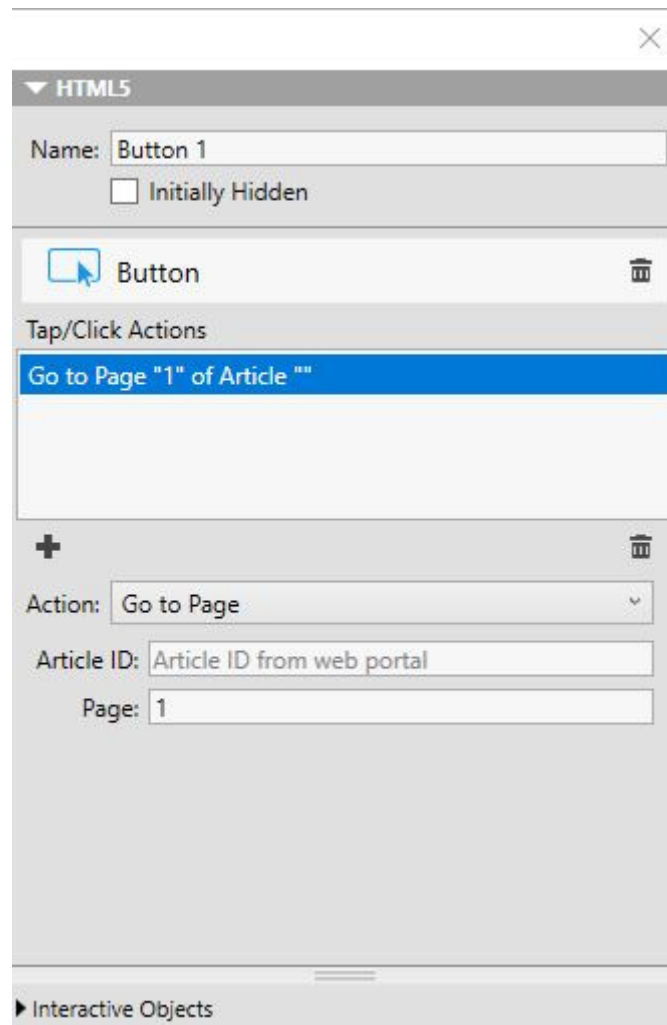 HTML5
Name: Button 1
Initially Hidden
Button
Tap/Click Actions
Go to Page "1" of Article ""
Action: Go to Page
Article ID: Article ID from web portal
Page: 1
Interactive Objects